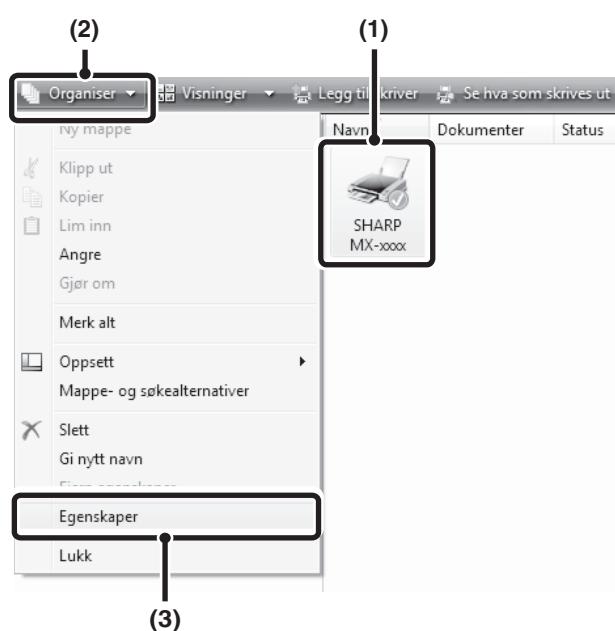 (2) (1)
Organiser Visninger Legg til skriver Se hva som skrives ut
Ny mappe
Navn Dokumenter Status
Klipp ut
Kopier
Lim inn
Angre
Gjør om
SHARP
MX-xxxx
Merk alt
Oppsett
Mappe- og søkealternativer
Slett
Gi nytt navn
Fjern egenskaper
Egenskaper
Lukk
(3)